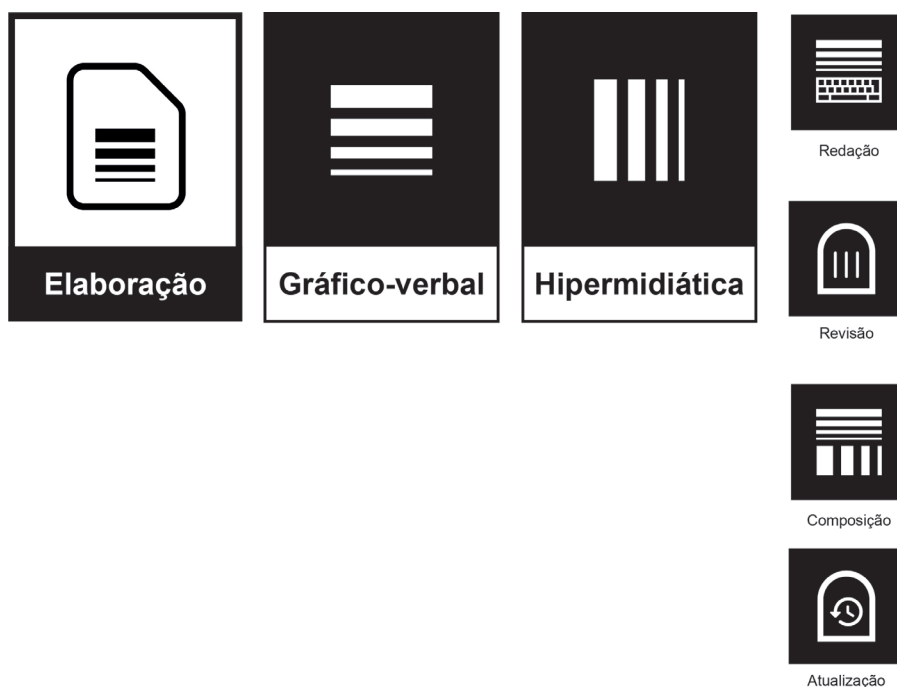 Elaboração
Gráfico-verbal
Hipermidiática
Redação
Revisão
Composição
Atualização